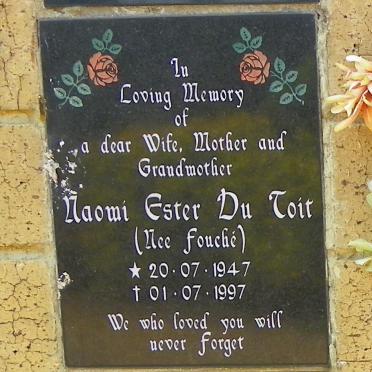 In
Loving Memory
of
a dear Wife, Mother and
Grandmother
Naomi Ester Du Toit
(Nee Fouché)
★ 20·07·1947
† 01·07·1997
We who loved you will
never Forget